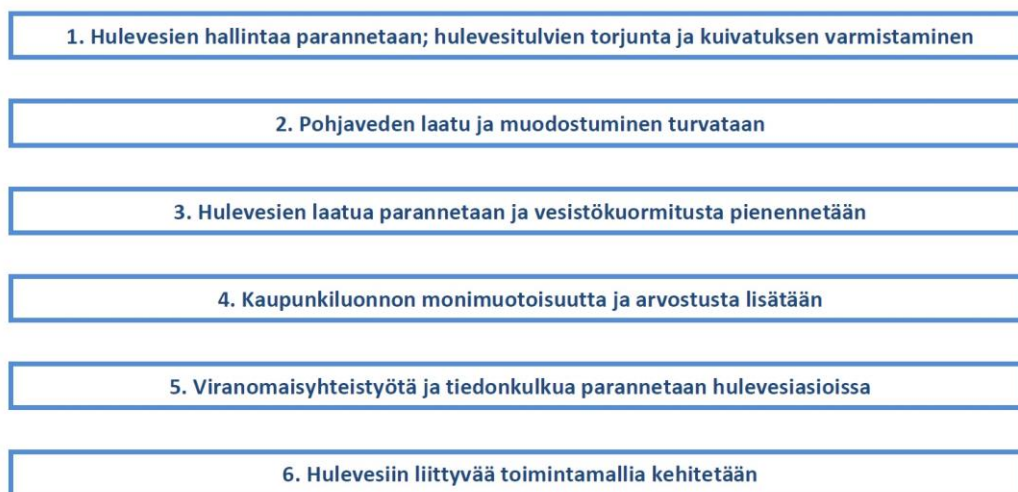 1. Hulevesien hallintaa parannetaan; hulevesitulvien torjunta ja kuivatuksen varmistaminen
2. Pohjaveden laatu ja muodostuminen turvataan
3. Hulevesien laatua parannetaan ja vesistökuormitusta pienennetään
4. Kaupunkiluonnon monimuotoisuutta ja arvostusta lisätään
5. Viranomaisyhteistyötä ja tiedonkulkua parannetaan hulevesiasioissa
6. Hulevesiin liittyvää toimintamallia kehitetään